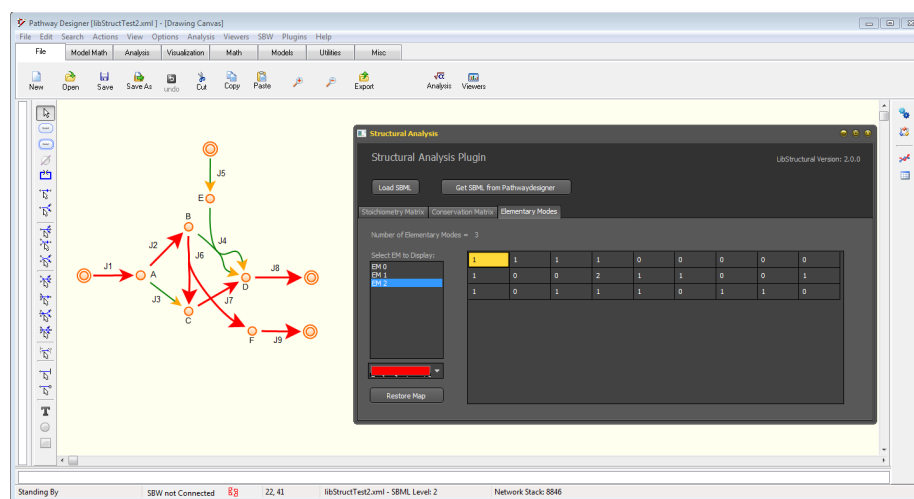 Pathway Designer [libStructTest2.xml] - [Drawing Canvas]
File Edit Search Actions View Options Analysis Viewers SBW Plugins Help
File Model Math Analysis Visualization Math Models Utilities Misc
New Open Save Save As undo Cut Copy Paste Export Analysis Viewers
Structural Analysis
Structural Analysis Plugin
LibStructural Version: 2.0.0
Load SBML Get SBML from Pathwaydesigner
Stoichiometry Matrix Conservation Matrix Elementary Modes
Number of Elementary Modes = 3
Select EM to Display:
EM 0
EM 1
EM 2
1 1 1 1 0 0 0 0 0
1 0 0 2 1 1 0 0 1
1 0 1 1 1 0 1 1 0
Restore Map
J5
E
B
J2
J4
J6
J1
A
J8
D
J3
J7
C
F
J9
T
Standing By SBW not Connected 22, 41 libStructTest2.xml - SBML Level: 2 Network Stack: 8846